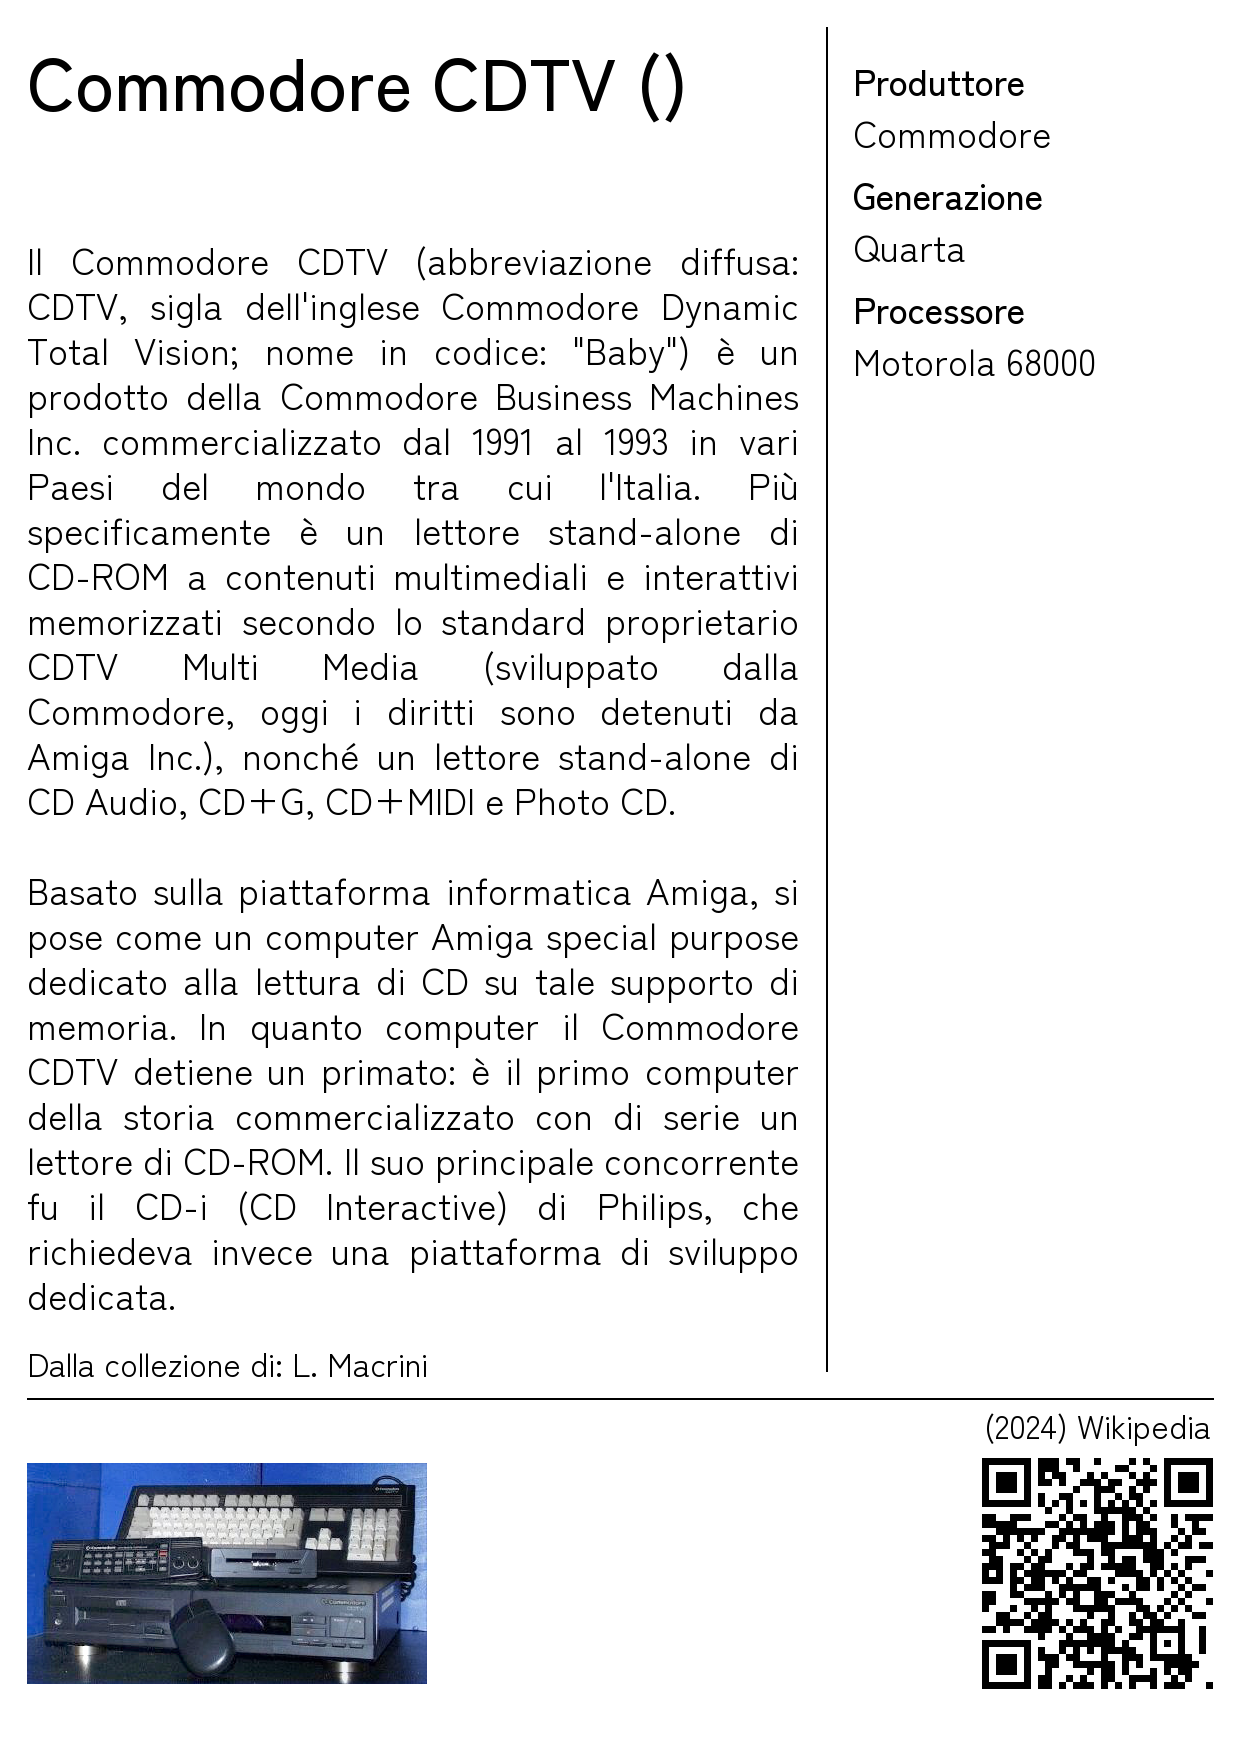 Commodore CDTV ()
Il Commodore CDTV (abbreviazione diffusa:
CDTV, sigla dell'inglese Commodore Dynamic
Total Vision; nome in codice: "Baby") è un
prodotto della Commodore Business Machines
Inc. commercializzato dal 1991 al 1993 in vari
Paesi del mondo tra cui l'Italia. Più
specificamente è un lettore stand-alone di
CD-ROM a contenuti multimediali e interattivi
memorizzati secondo lo standard proprietario
CDTV Multi Media (sviluppato dalla
Commodore, oggi i diritti sono detenuti da
Amiga Inc.), nonché un lettore stand-alone di
CD Audio, CD+G, CD+MIDI e Photo CD.
Basato sulla piattaforma informatica Amiga, si
pose come un computer Amiga special purpose
dedicato alla lettura di CD su tale supporto di
memoria. In quanto computer il Commodore
CDTV detiene un primato: è il primo computer
della storia commercializzato con di serie un
lettore di CD-ROM. Il suo principale concorrente
fu il CD-i (CD Interactive) di Philips, che
richiedeva invece una piattaforma di sviluppo
dedicata.
Dalla collezione di: L. Macrini
Produttore
Commodore
Generazione
Quarta
Processore
Motorola 68000
(2024) Wikipedia
Commodore
Commodore